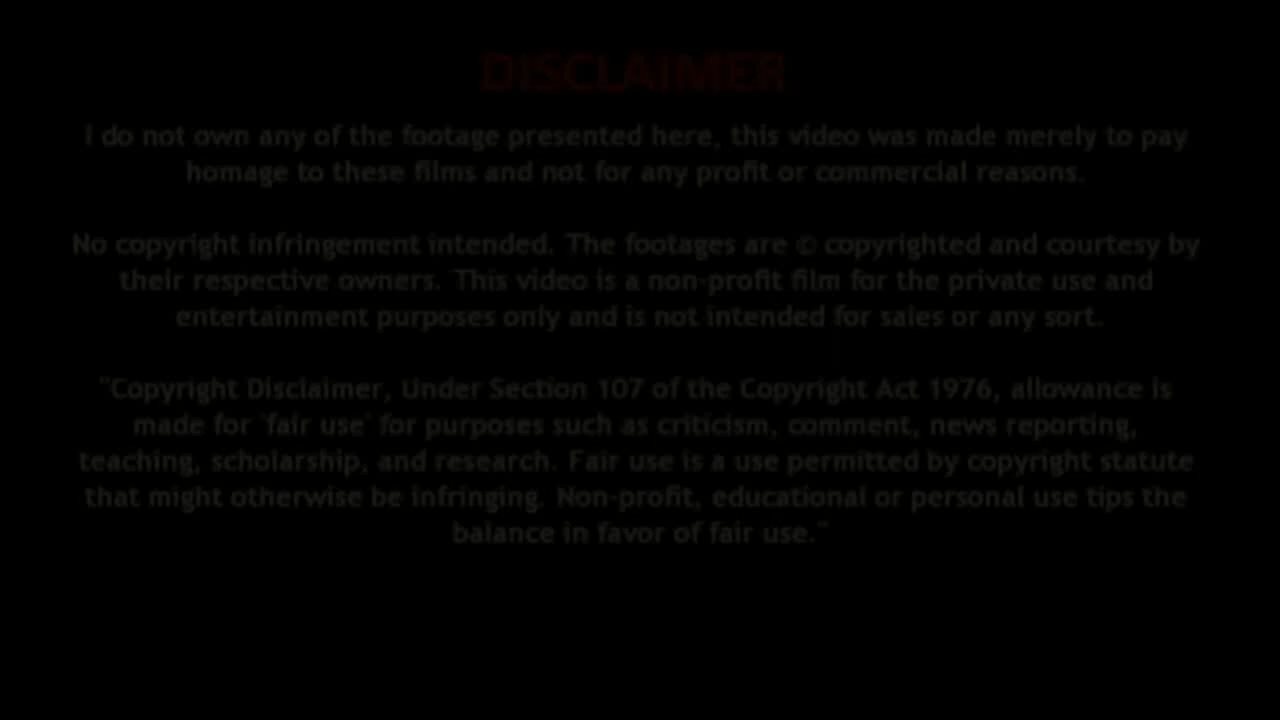 DISCLAIMER
I do not own any of the footage presented here, this video was made merely to pay
homage to these films and not for any profit or commercial reasons.
No copyright infringement intended. The footages are © copyrighted and courtesy by
their respective owners. This video is a non-profit film for the private use and
entertainment purposes only and is not intended for sales or any sort.
"Copyright Disclaimer, Under Section 107 of the Copyright Act 1976, allowance is
made for 'fair use' for purposes such as criticism, comment, news reporting,
teaching, scholarship, and research. Fair use is a use permitted by copyright statute
that might otherwise be infringing. Non-profit, educational or personal use tips the
balance in favor of fair use."